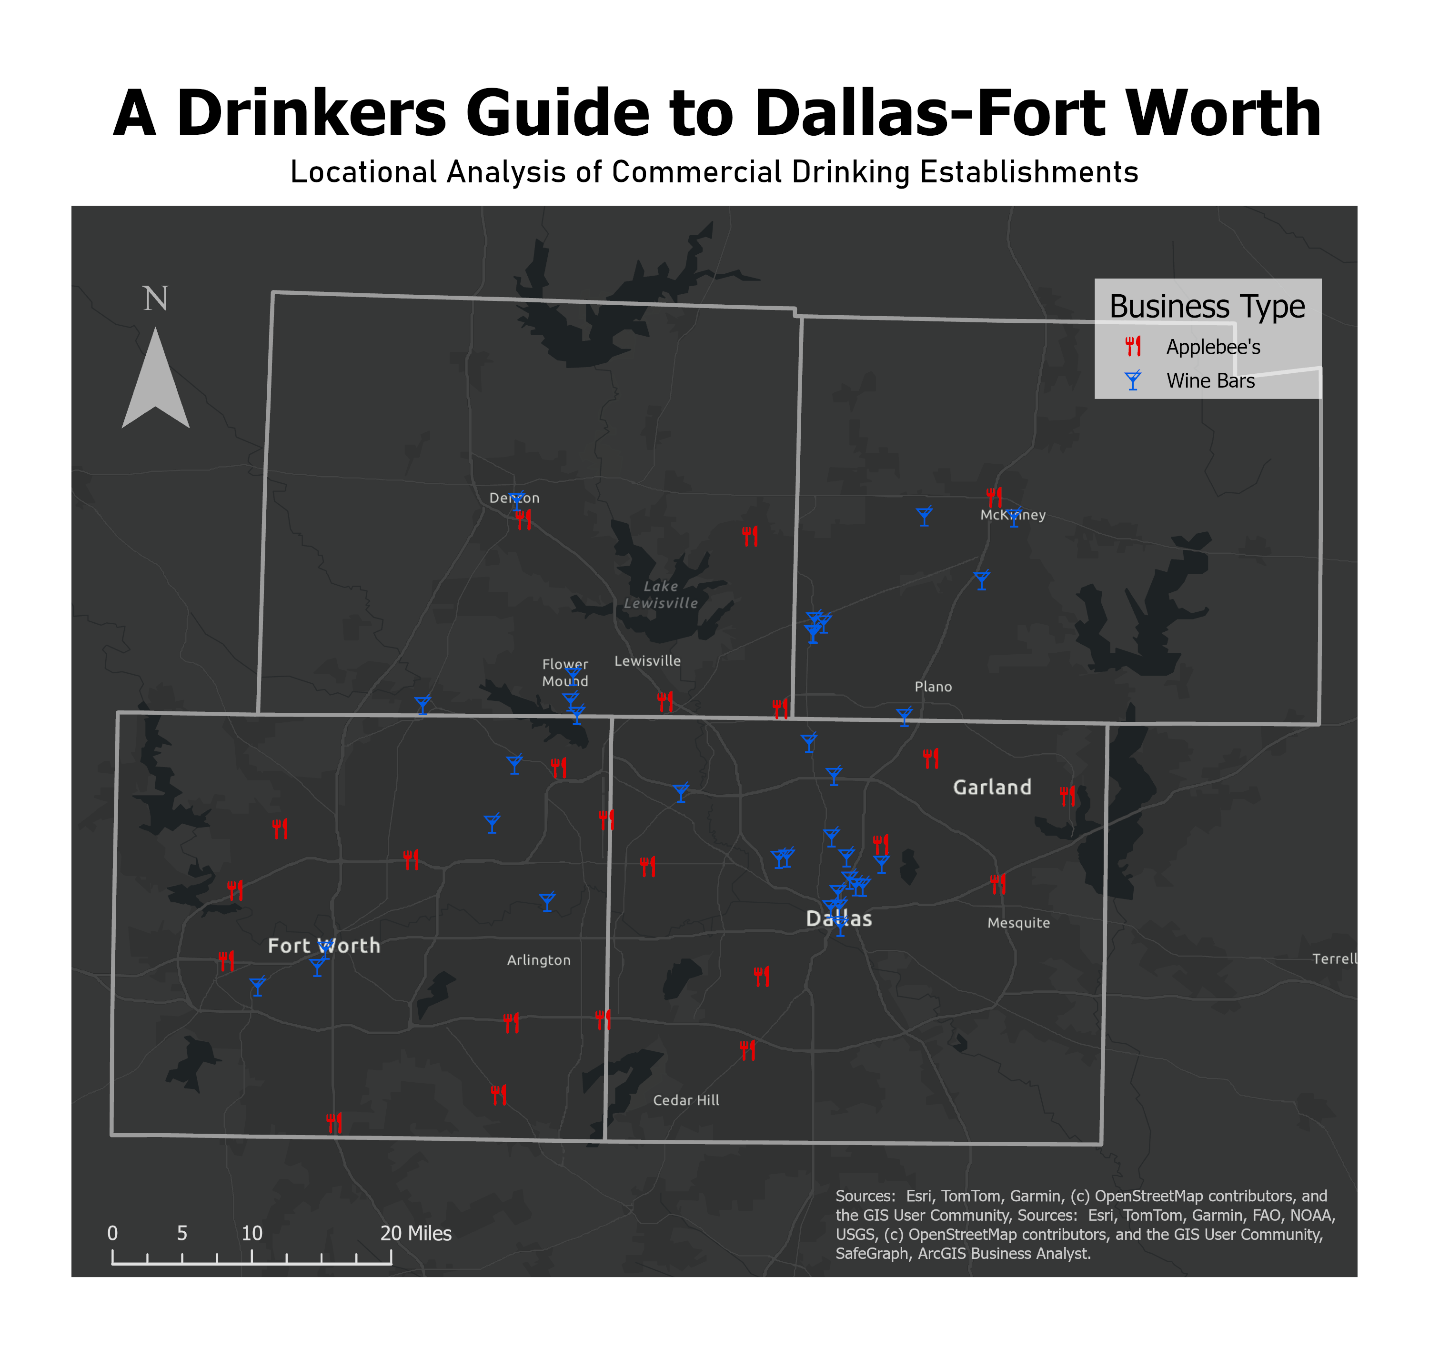 A Drinkers Guide to Dallas-Fort Worth
Locational Analysis of Commercial Drinking Establishments
N
Business Type
Applebee's
Wine Bars
Denton
McKinney
Lake
Lewisville
Flower
Mound
Lewisville
Plano
Garland
Dallas
Mesquite
Fort Worth
Arlington
Terrell
Cedar Hill
Sources:  Esri, TomTom, Garmin, (c) OpenStreetMap contributors, and
the GIS User Community, Sources:  Esri, TomTom, Garmin, FAO, NOAA,
USGS, (c) OpenStreetMap contributors, and the GIS User Community,
SafeGraph, ArcGIS Business Analyst.
0 5 10 20 Miles